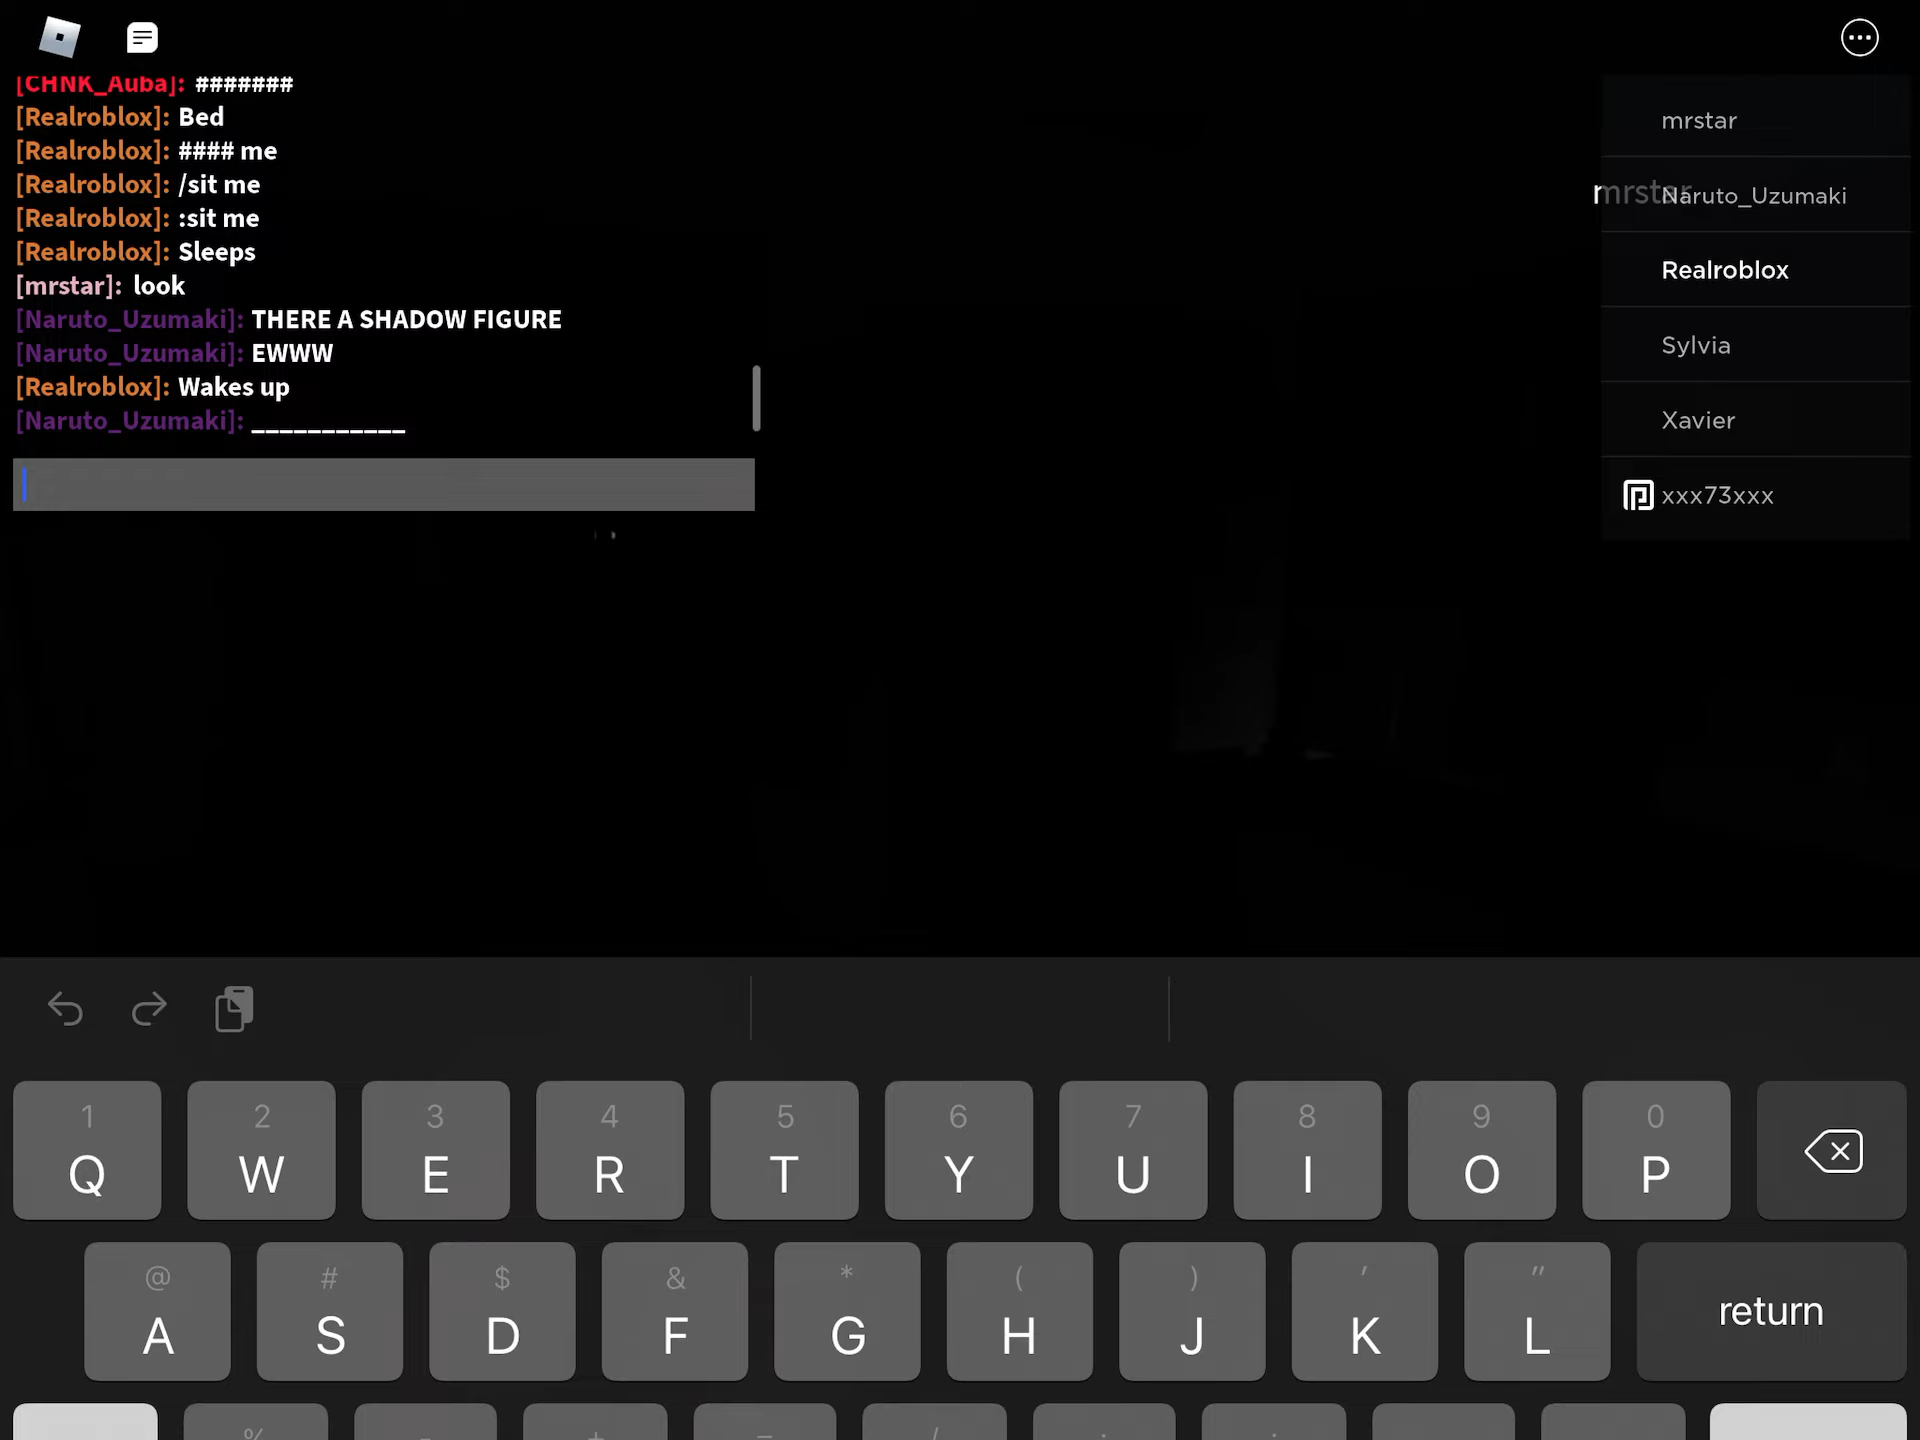 [CHNK_Auba]: #######
[Realroblox]: Bed
[Realroblox]: #### me
[Realroblox]: /sit me
[Realroblox]: :sit me
[Realroblox]: Sleeps
[mrstar]: look
[Naruto_Uzumaki]: THERE A SHADOW FIGURE
[Naruto_Uzumaki]: EWWW
[Realroblox]: Wakes up
[Naruto_Uzumaki]: ___________
mrstar
mrstar
Naruto_Uzumaki
Realroblox
Sylvia
Xavier
xxx73xxx
1 2 3 4 5 6 7 8 9 0
Q W E R T Y U I O P
@ # $ & * ( ) ' "
A S D F G H J K L return
% - + = / ; :